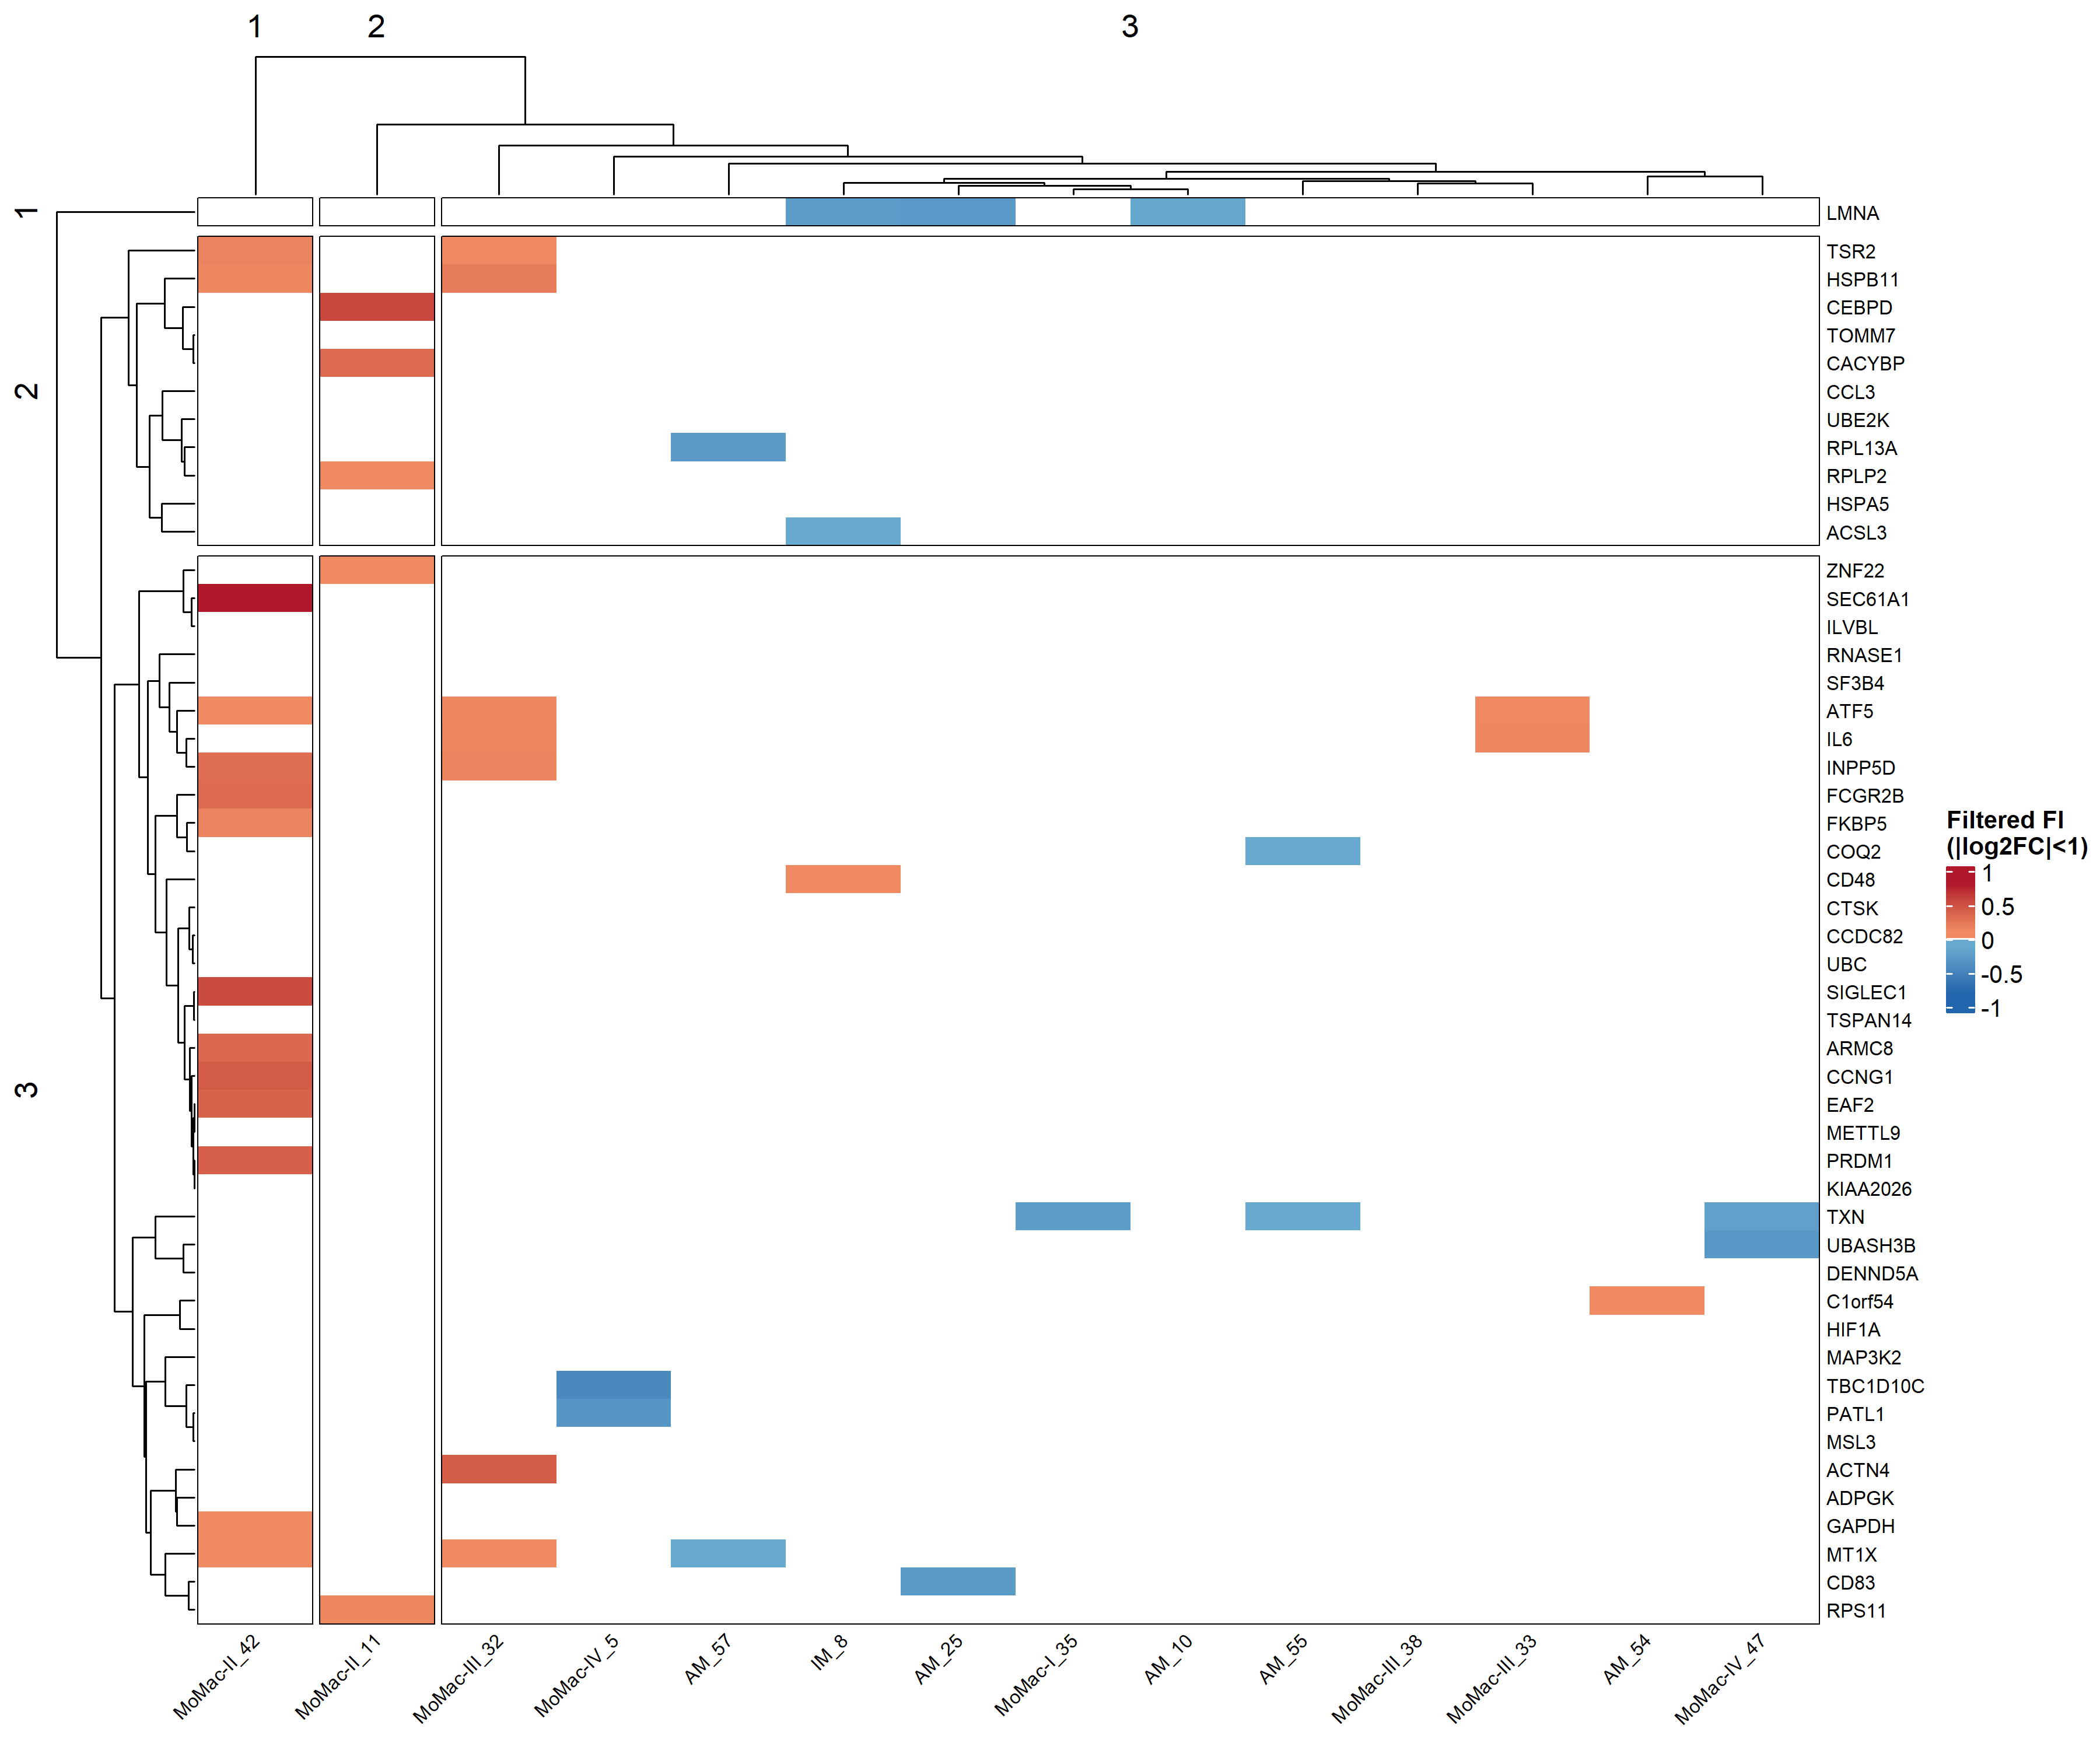 1
2
3
1
2
3
LMNA
TSR2
HSPB11
CEBPD
TOMM7
CACYBP
CCL3
UBE2K
RPL13A
RPLP2
HSPA5
ACSL3
ZNF22
SEC61A1
ILVBL
RNASE1
SF3B4
ATF5
IL6
INPP5D
FCGR2B
FKBP5
COQ2
CD48
CTSK
CCDC82
UBC
SIGLEC1
TSPAN14
ARMC8
CCNG1
EAF2
METTL9
PRDM1
KIAA2026
TXN
UBASH3B
DENND5A
C1orf54
HIF1A
MAP3K2
TBC1D10C
PATL1
MSL3
ACTN4
ADPGK
GAPDH
MT1X
CD83
RPS11
Filtered FI
(|log2FC|<1)
1
0.5
0
-0.5
-1
MoMac-II_42
MoMac-II_11
MoMac-III_32
MoMac-IV_5
AM_57
IM_8
AM_25
MoMac-I_35
AM_10
AM_55
MoMac-III_38
MoMac-III_33
AM_54
MoMac-IV_47